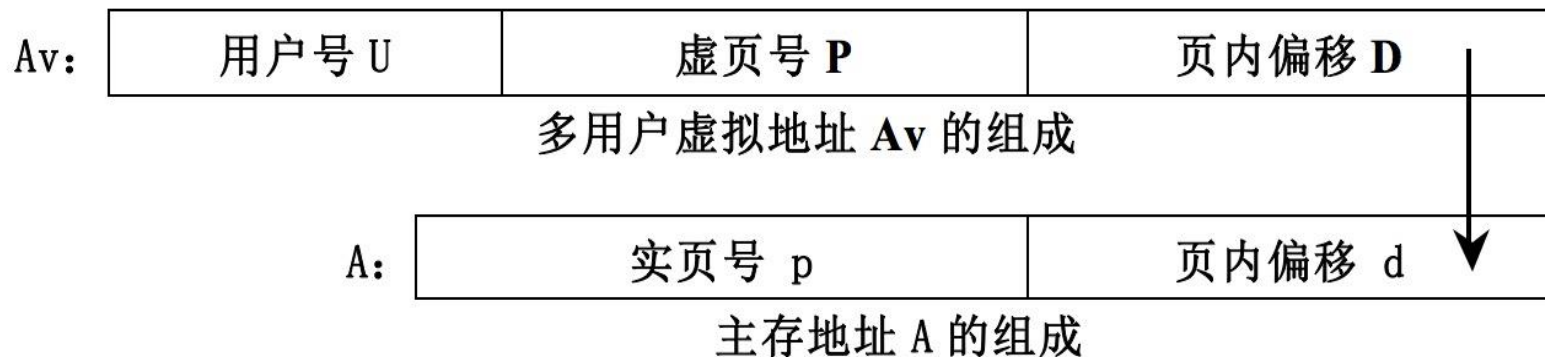 Av: 用户号 U 虚页号 P 页内偏移 D
多用户虚拟地址 Av 的组成
A: 实页号 p 页内偏移 d
主存地址 A 的组成